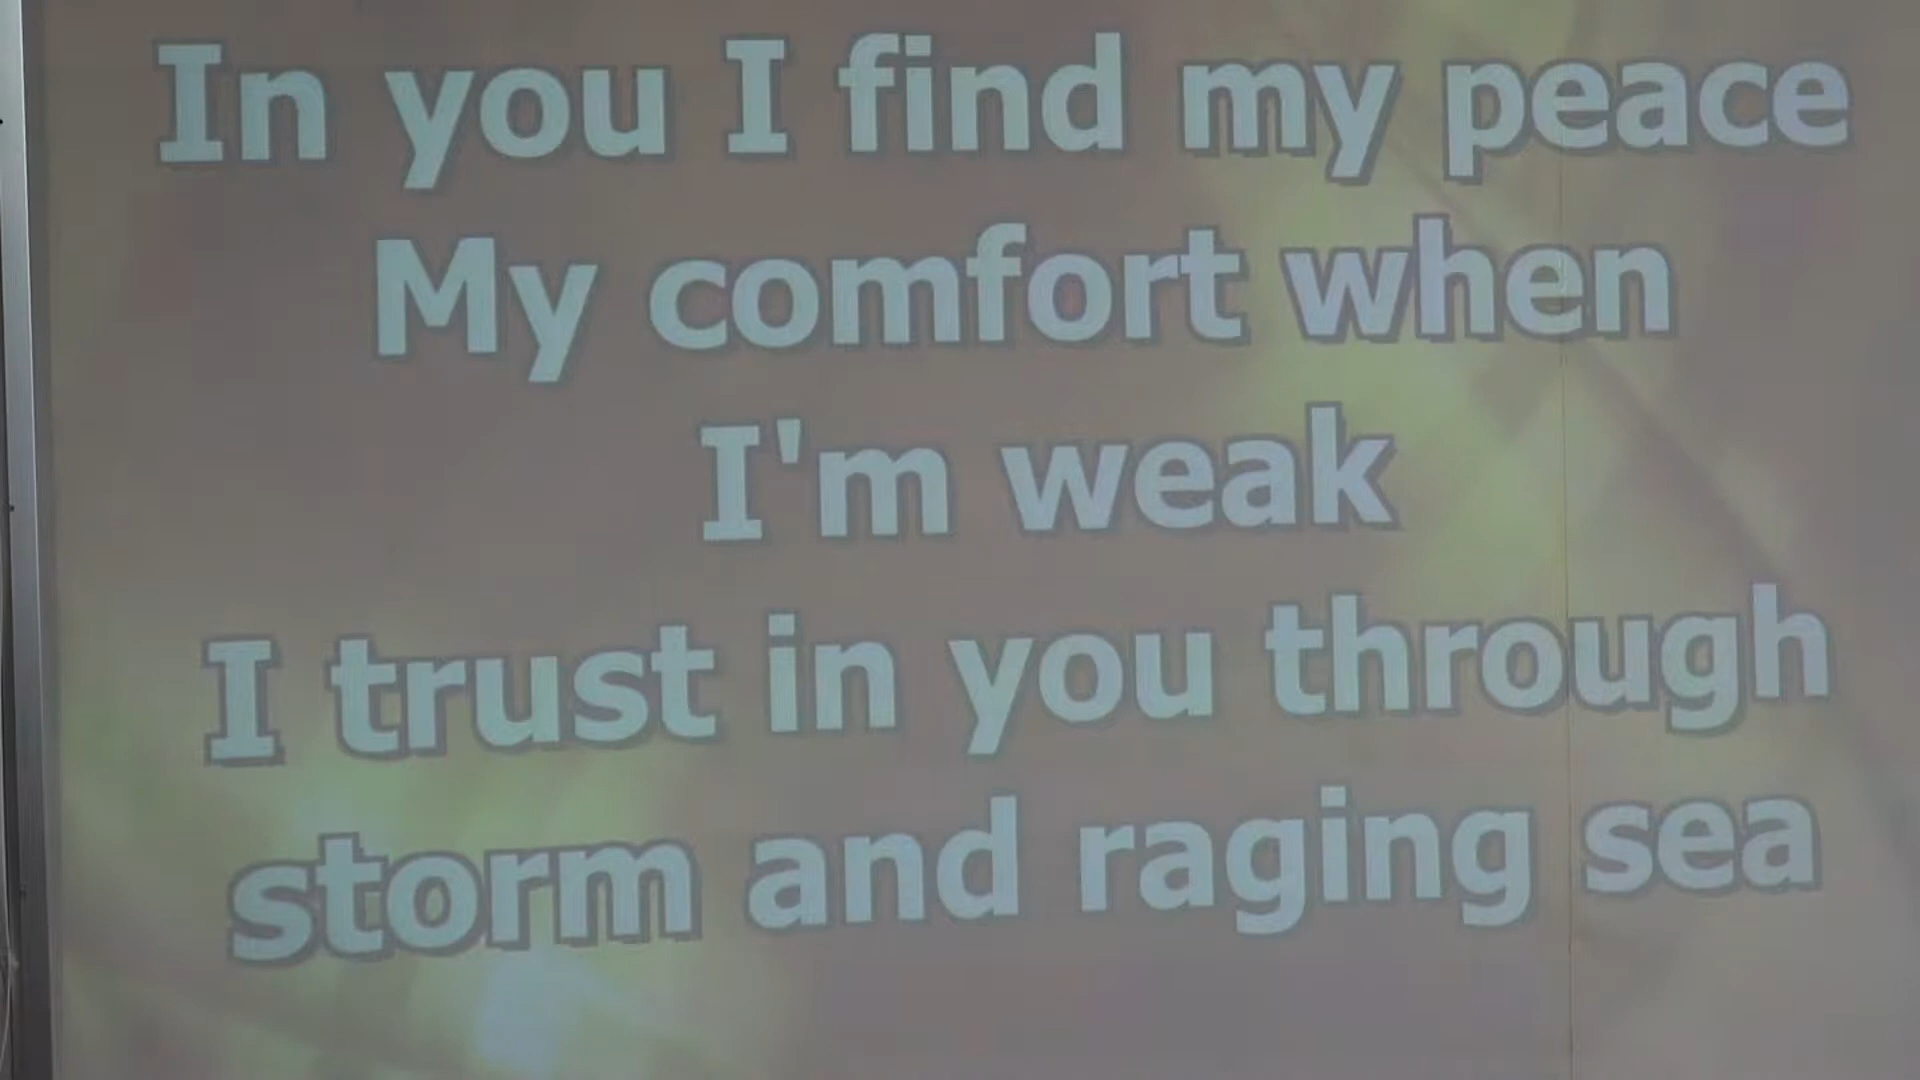 In you I find my peace
My comfort when
I'm weak
I trust in you through
storm and raging sea